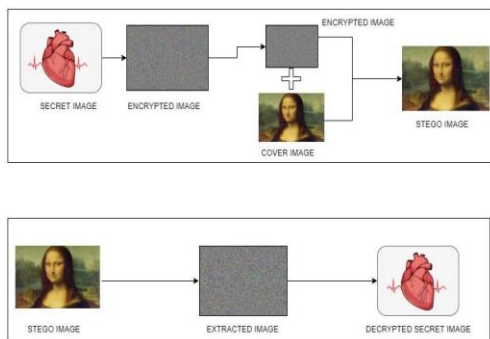 ENCRYPTED IMAGE
SECRET IMAGE
ENCRYPTED IMAGE
STEGO IMAGE
COVER IMAGE
STEGO IMAGE
EXTRACTED IMAGE
DECRYPTED SECRET IMAGE